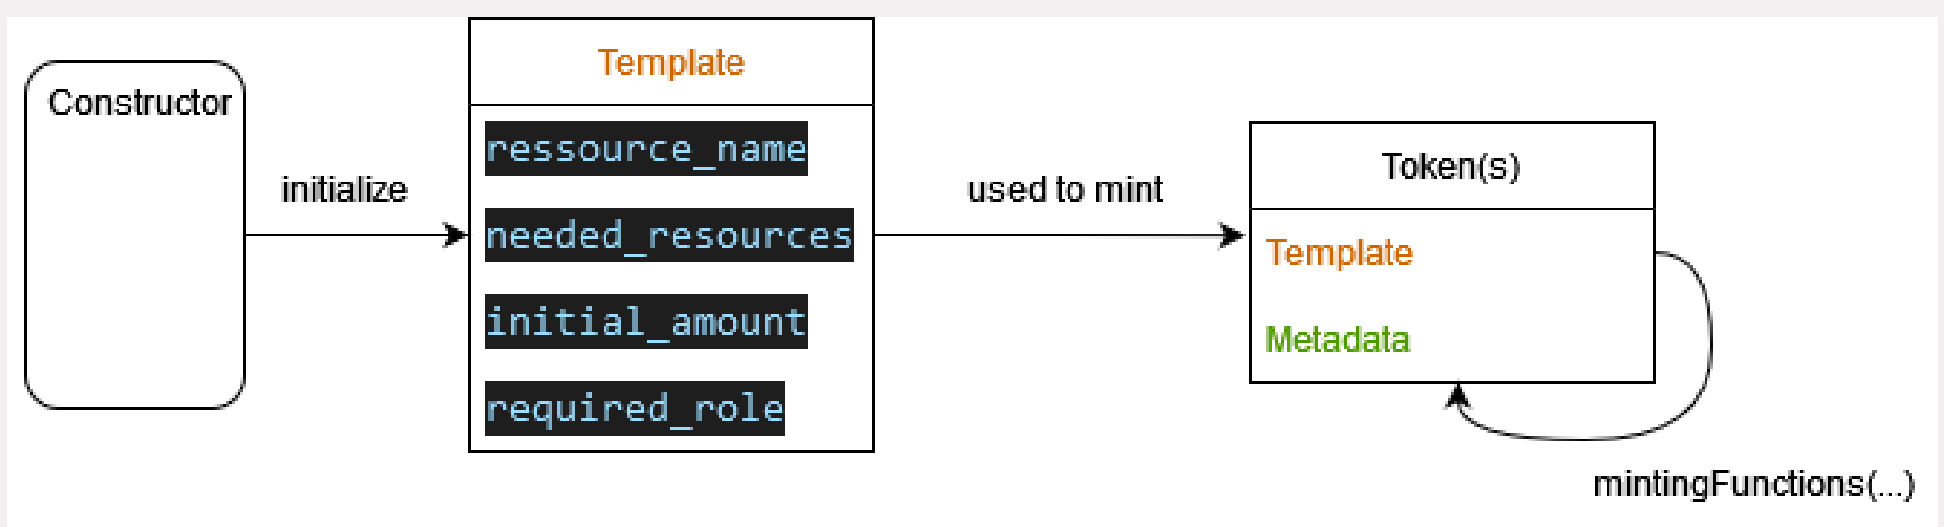 Constructor
initialize
Template
ressource_name
needed_resources
initial_amount
required_role
used to mint
Token(s)
Template
Metadata
mintingFunctions(...)